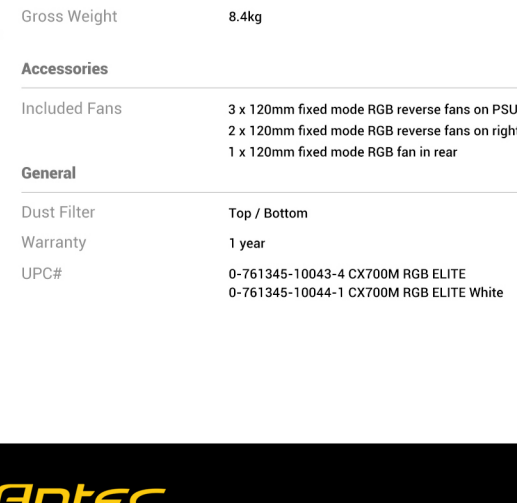 Gross Weight 8.4kg
Accessories
Included Fans 3 x 120mm fixed mode RGB reverse fans on PSU
2 x 120mm fixed mode RGB reverse fans on right
1 x 120mm fixed mode RGB fan in rear
General
Dust Filter Top / Bottom
Warranty 1 year
UPC# 0-761345-10043-4 CX700M RGB ELITE
0-761345-10044-1 CX700M RGB ELITE White
Antec